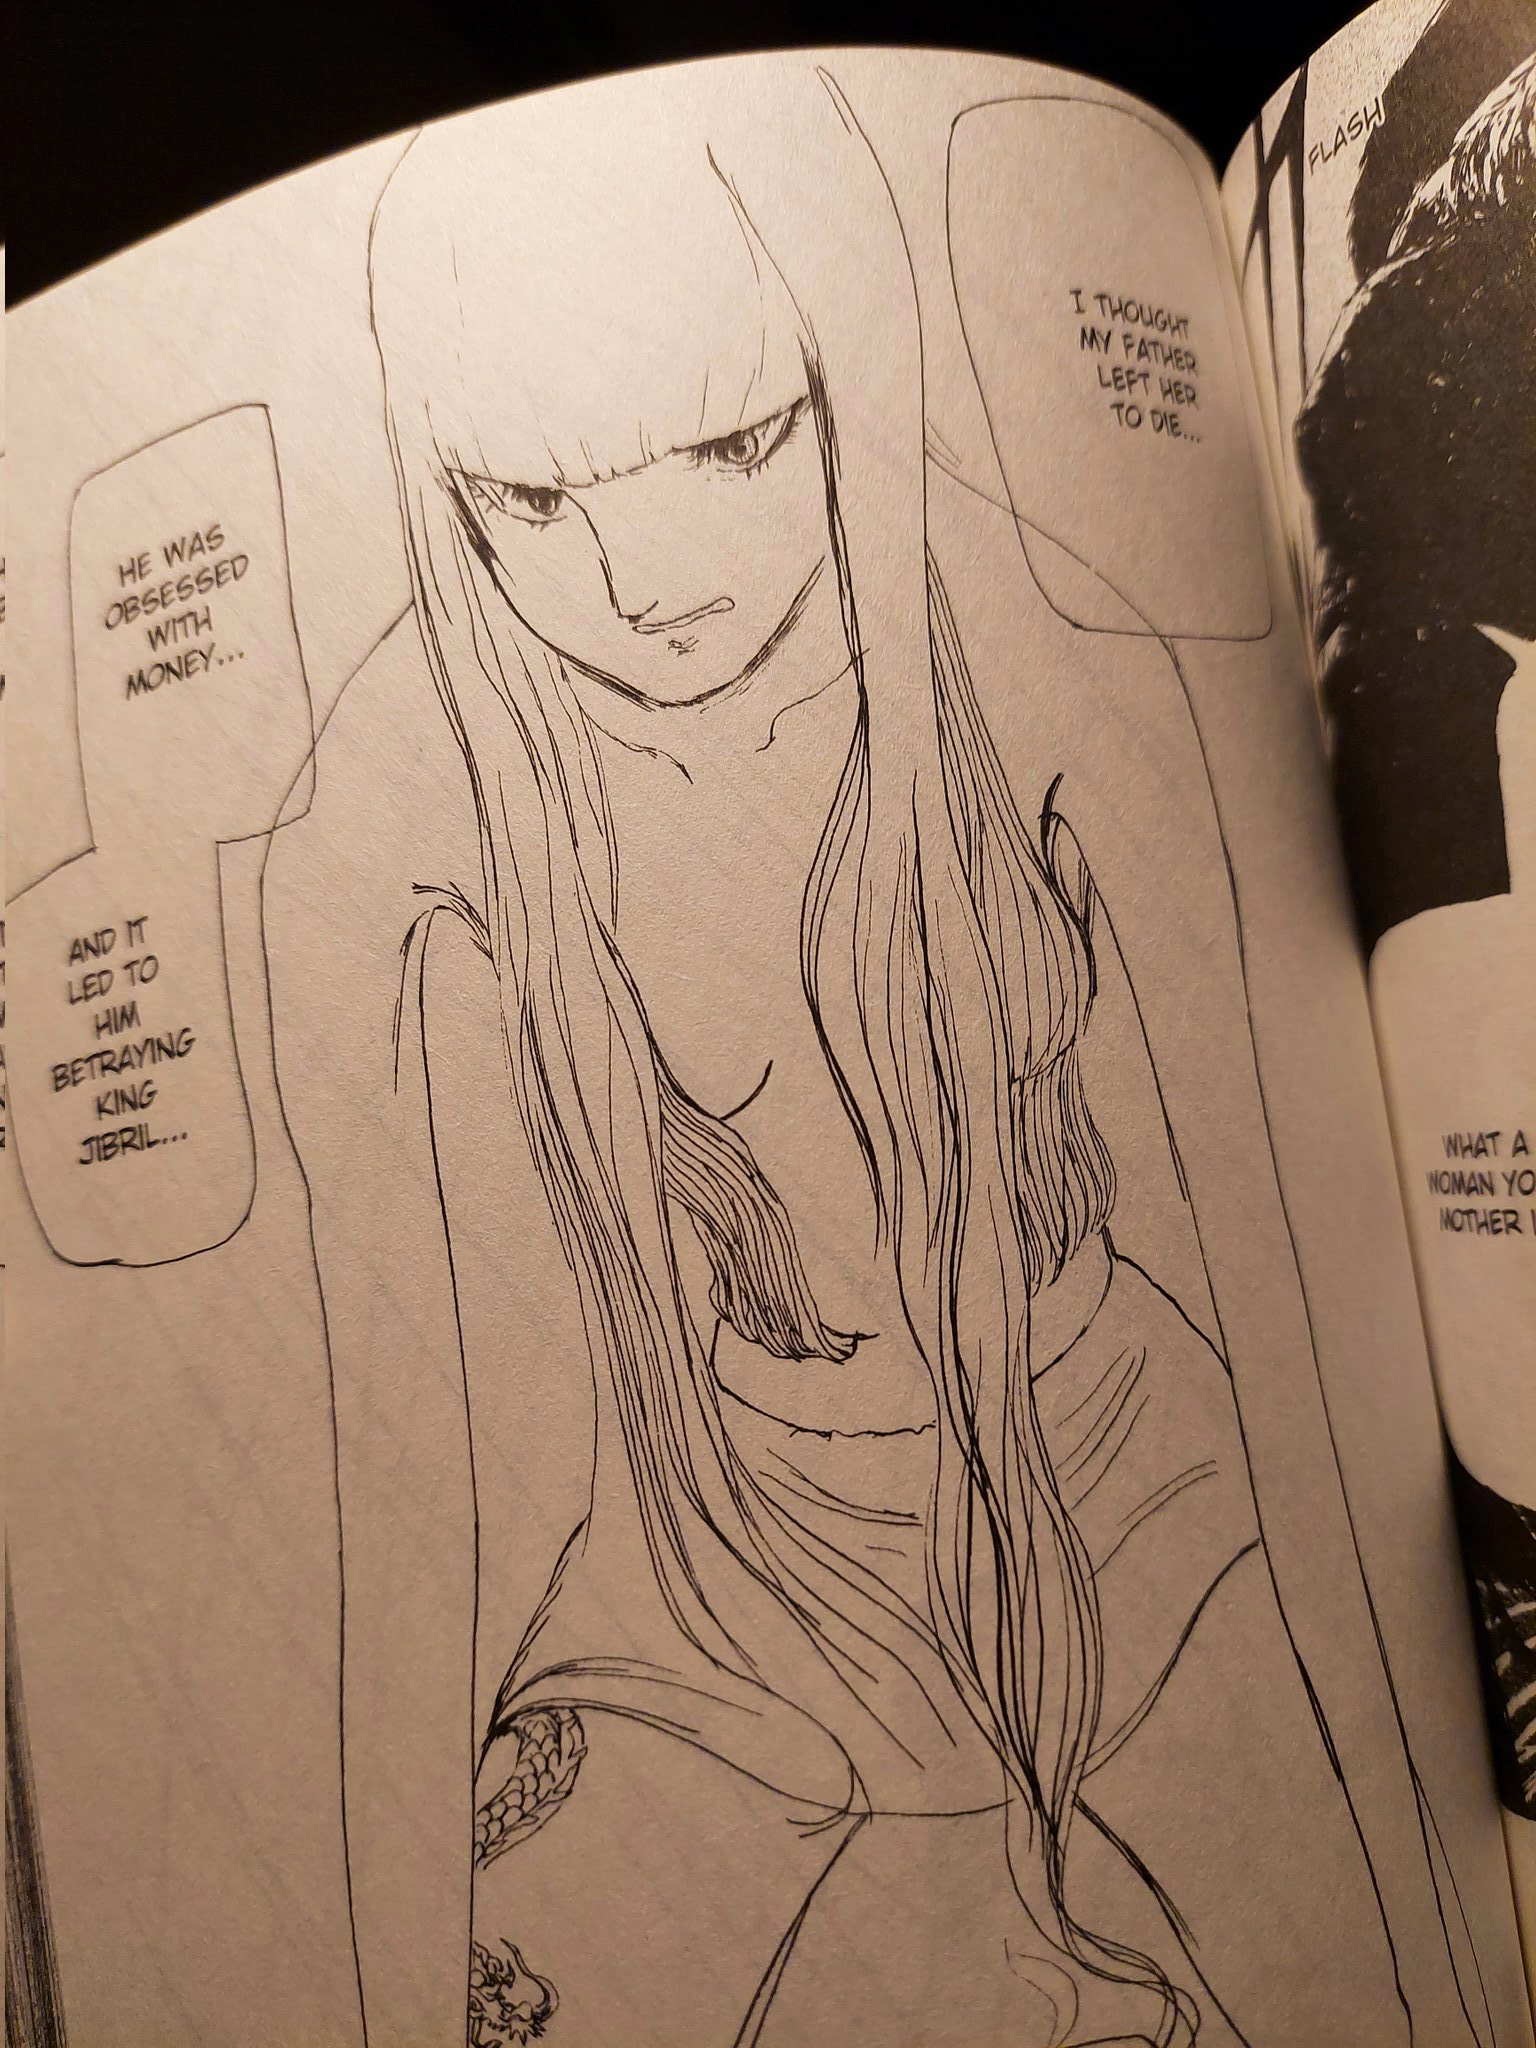 FLASH
WHAT A
WOMAN YO
MOTHER
I THOUGHT
MY FATHER
LEFT HER
TO DIE...
HE WAS
OBSESSED
WITH
MONEY...
AND IT
LED TO
HIM
BETRAYING
KING
JIBRIL...